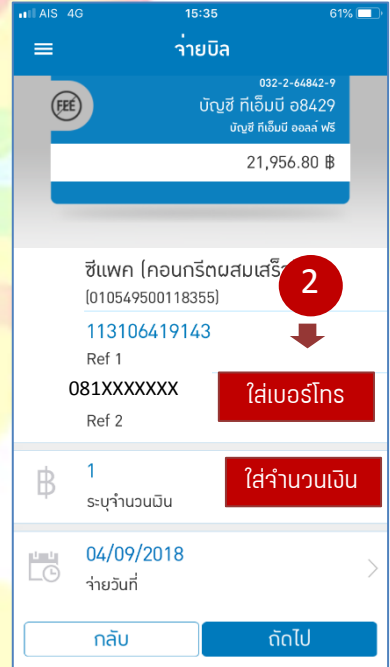 AIS 4G 15:35 61%
จ่ายบิล
FEE
032-2-64842-9
บัญชี ทีเอ็มบี อ8429
บัญชี ทีเอ็มบี ออลล์ ฟรี
21,956.80 ฿
ซีแพค (คอนกรีตผสมเสร็
2
(010549500118355)
113106419143
Ref 1
081XXXXXXX
ใส่เบอร์โทร
Ref 2
฿
1
ใส่จำนวนเงิน
ระบุจำนวนเงิน
04/09/2018
จ่ายวันที่
กลับ
ถัดไป